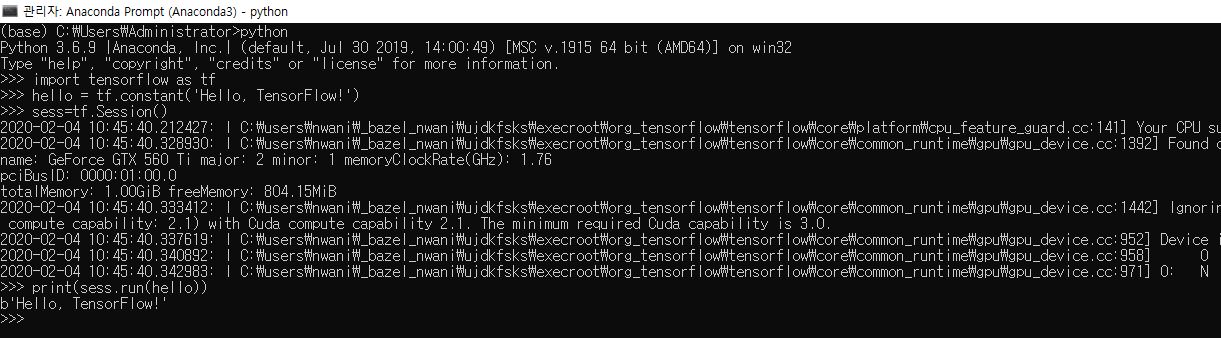 관리자: Anaconda Prompt (Anaconda3) - python
(base) C:₩Users₩Administrator>python
Python 3.6.9 |Anaconda, Inc.| (default, Jul 30 2019, 14:00:49) [MSC v.1915 64 bit (AMD64)] on win32
Type "help", "copyright", "credits" or "license" for more information.
>>> import tensorflow as tf
>>> hello = tf.constant('Hello, TensorFlow!')
>>> sess=tf.Session()
2020-02-04 10:45:40.212427: I C:₩users₩nwani₩_bazel_nwani₩ujdkfsks₩execroot₩org_tensorflow₩tensorflow₩core₩platform₩cpu_feature_guard.cc:141] Your CPU su
2020-02-04 10:45:40.328930: I C:₩users₩nwani₩_bazel_nwani₩ujdkfsks₩execroot₩org_tensorflow₩tensorflow₩core₩common_runtime₩gpu₩gpu_device.cc:1392] Found
name: GeForce GTX 560 Ti major: 2 minor: 1 memoryClockRate(GHz): 1.76
pciBusID: 0000:01:00.0
totalMemory: 1.00GiB freeMemory: 804.15MiB
2020-02-04 10:45:40.333412: I C:₩users₩nwani₩_bazel_nwani₩ujdkfsks₩execroot₩org_tensorflow₩tensorflow₩core₩common_runtime₩gpu₩gpu_device.cc:1442] Ignorin
compute capability: 2.1) with Cuda compute capability 2.1. The minimum required Cuda capability is 3.0.
2020-02-04 10:45:40.337619: I C:₩users₩nwani₩_bazel_nwani₩ujdkfsks₩execroot₩org_tensorflow₩tensorflow₩core₩common_runtime₩gpu₩gpu_device.cc:952] Device i
2020-02-04 10:45:40.340892: I C:₩users₩nwani₩_bazel_nwani₩ujdkfsks₩execroot₩org_tensorflow₩tensorflow₩core₩common_runtime₩gpu₩gpu_device.cc:958]      0
2020-02-04 10:45:40.342983: I C:₩users₩nwani₩_bazel_nwani₩ujdkfsks₩execroot₩org_tensorflow₩tensorflow₩core₩common_runtime₩gpu₩gpu_device.cc:971] 0:   N
>>> print(sess.run(hello))
b'Hello, TensorFlow!'
>>>